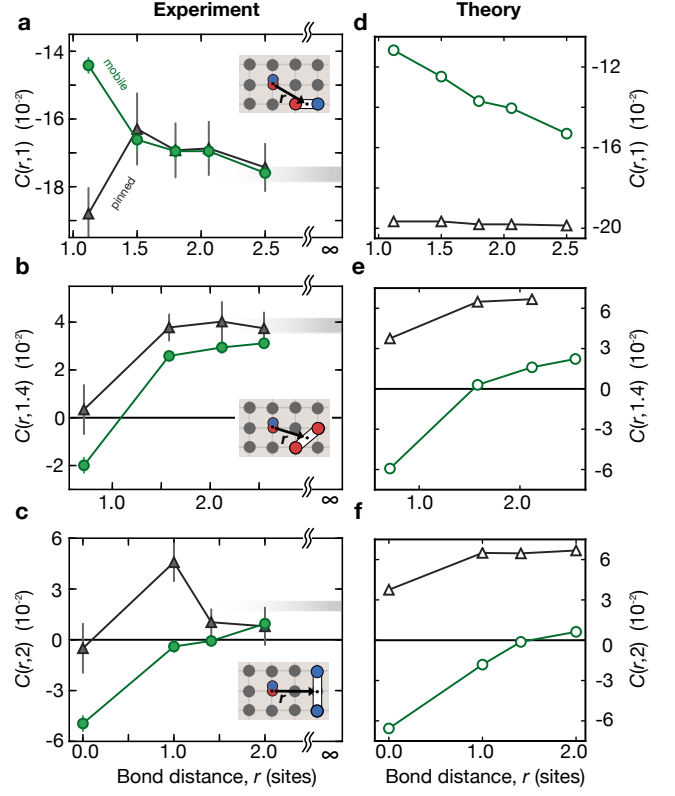 Experiment
Theory
a
-14
-16
-18
C(r,1) (10⁻²)
mobile
pinned
r
1.0 1.5 2.0 2.5 ∞
d
-12
-16
-20
C(r,1) (10⁻²)
1.0 1.5 2.0 2.5
b
4
2
0
-2
C(r,1.4) (10⁻²)
r
1.0 2.0 ∞
e
6
3
0
-3
-6
C(r,1.4) (10⁻²)
1.0 2.0
c
6
3
0
-3
-6
C(r,2) (10⁻²)
r
0.0 1.0 2.0 ∞
Bond distance, r (sites)
f
6
3
0
-3
-6
C(r,2) (10⁻²)
0.0 1.0 2.0
Bond distance, r (sites)